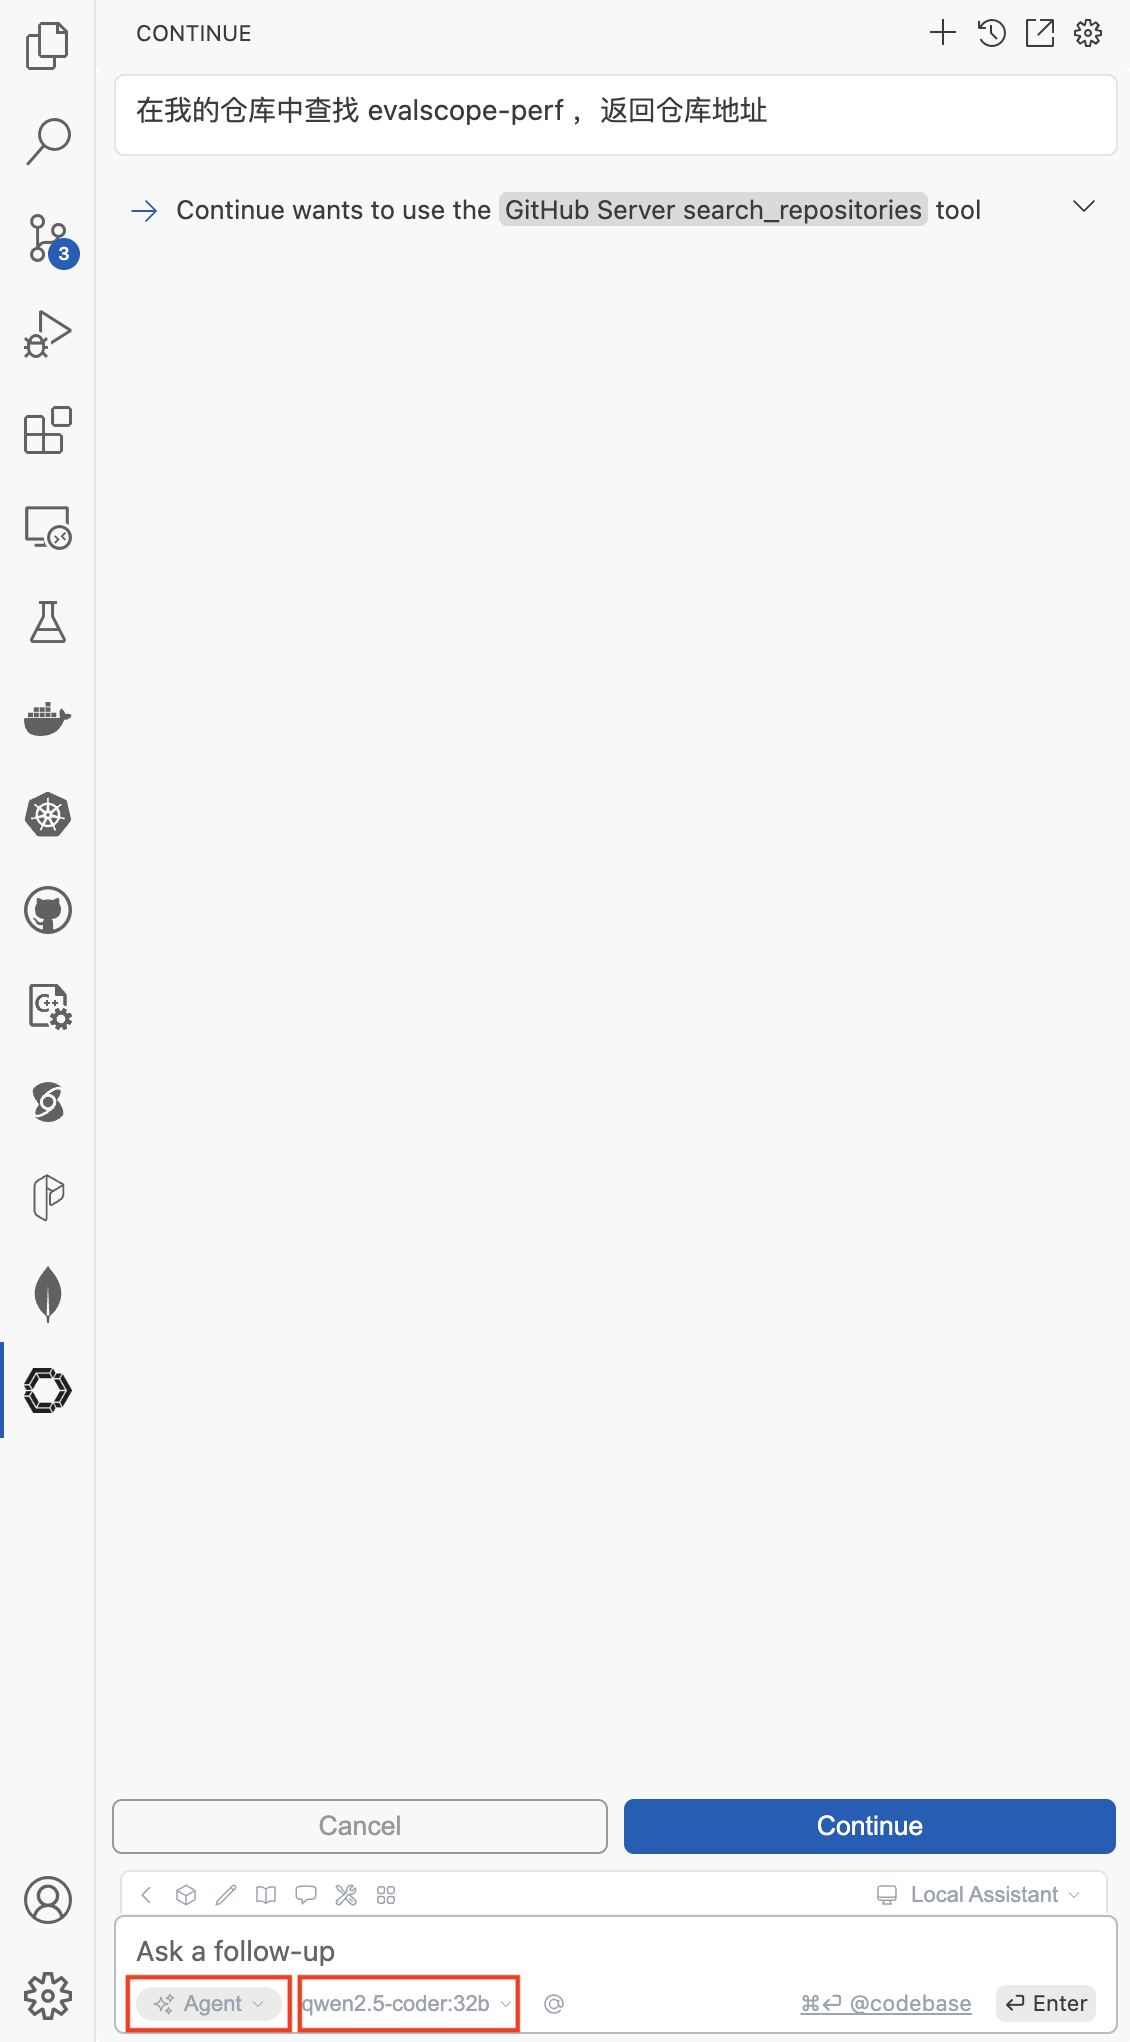 CONTINUE
在我的仓库中查找 evalscope-perf ，返回仓库地址
Continue wants to use the GitHub Server search_repositories tool
3
C++
Cancel
Continue
Local Assistant
Ask a follow-up
Agent
qwen2.5-coder:32b
@
⌘⏎ @codebase
⏎ Enter